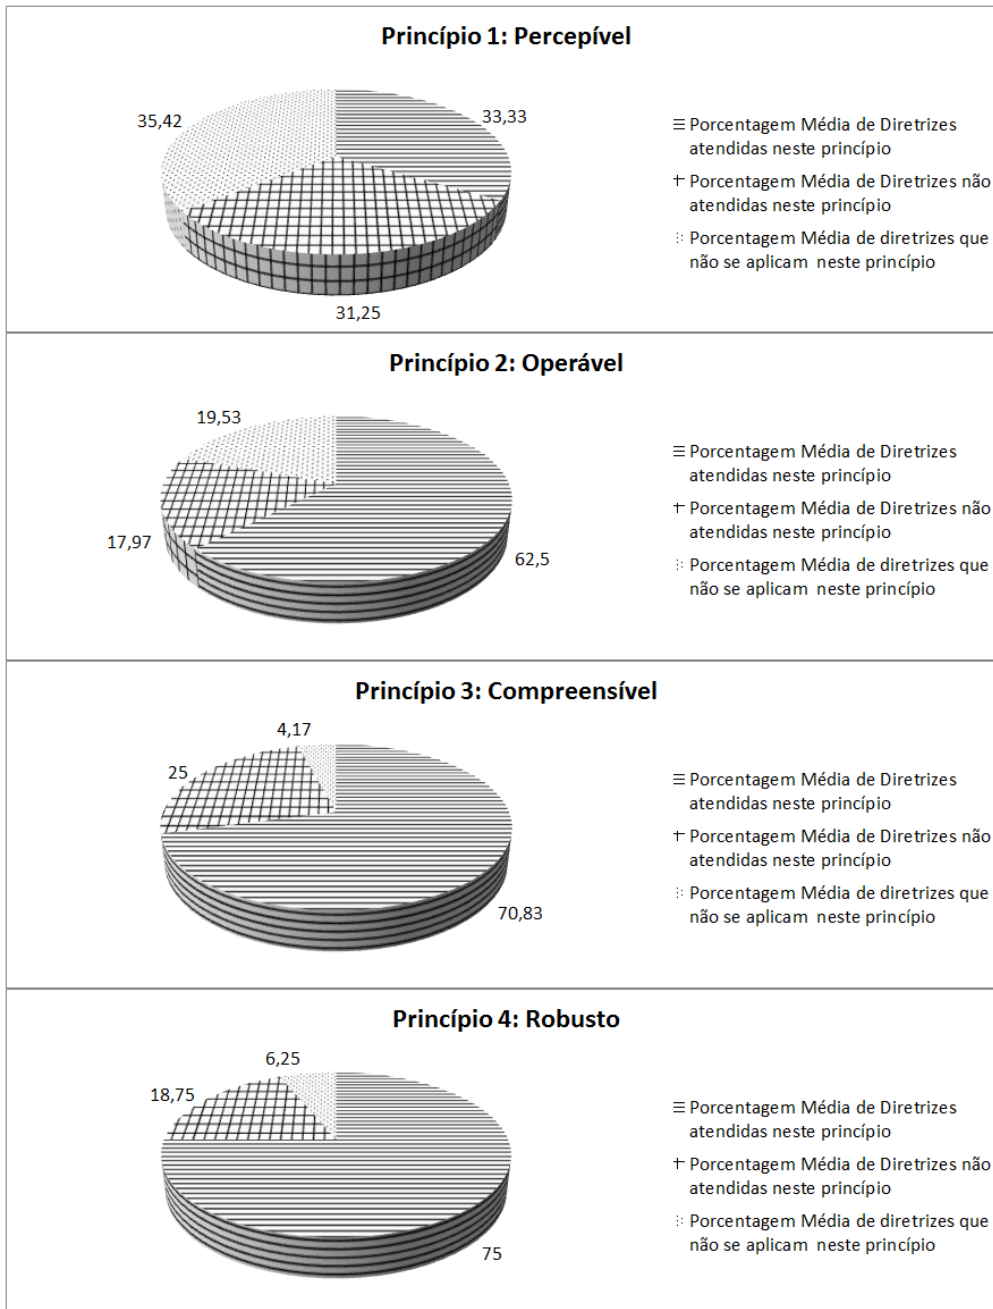 Princípio 1: Percepível
35,42
33,33
31,25
Porcentagem Média de Diretrizes
atendidas neste princípio
Porcentagem Média de Diretrizes não
atendidas neste princípio
Porcentagem Média de diretrizes que
não se aplicam neste princípio
Princípio 2: Operável
19,53
17,97
62,5
Porcentagem Média de Diretrizes
atendidas neste princípio
Porcentagem Média de Diretrizes não
atendidas neste princípio
Porcentagem Média de diretrizes que
não se aplicam neste princípio
Princípio 3: Compreensível
4,17
25
70,83
Porcentagem Média de Diretrizes
atendidas neste princípio
Porcentagem Média de Diretrizes não
atendidas neste princípio
Porcentagem Média de diretrizes que
não se aplicam neste princípio
Princípio 4: Robusto
6,25
18,75
75
Porcentagem Média de Diretrizes
atendidas neste princípio
Porcentagem Média de Diretrizes não
atendidas neste princípio
Porcentagem Média de diretrizes que
não se aplicam neste princípio